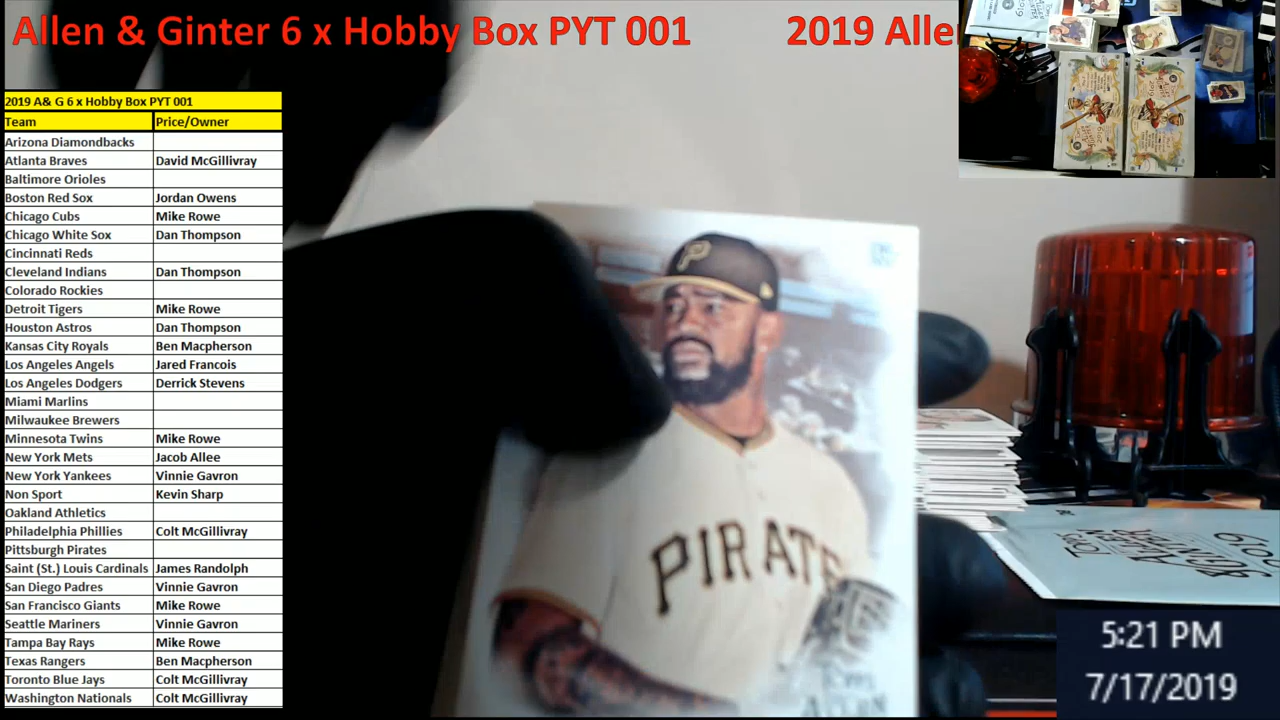 Allen & Ginter 6 x Hobby Box PYT 001 2019 Alle
2019 A& G 6 x Hobby Box PYT 001
Team Price/Owner
Arizona Diamondbacks
Atlanta Braves David McGillivray
Baltimore Orioles
Boston Red Sox Jordan Owens
Chicago Cubs Mike Rowe
Chicago White Sox Dan Thompson
Cincinnati Reds
Cleveland Indians Dan Thompson
Colorado Rockies
Detroit Tigers Mike Rowe
Houston Astros Dan Thompson
Kansas City Royals Ben Macpherson
Los Angeles Angels Jared Francois
Los Angeles Dodgers Derrick Stevens
Miami Marlins
Milwaukee Brewers
Minnesota Twins Mike Rowe
New York Mets Jacob Allee
New York Yankees Vinnie Gavron
Non Sport Kevin Sharp
Oakland Athletics
Philadelphia Phillies Colt McGillivray
Pittsburgh Pirates
Saint (St.) Louis Cardinals James Randolph
San Diego Padres Vinnie Gavron
San Francisco Giants Mike Rowe
Seattle Mariners Vinnie Gavron
Tampa Bay Rays Mike Rowe
Texas Rangers Ben Macpherson
Toronto Blue Jays Colt McGillivray
Washington Nationals Colt McGillivray
P
PIRATE
5:21 PM
7/17/2019